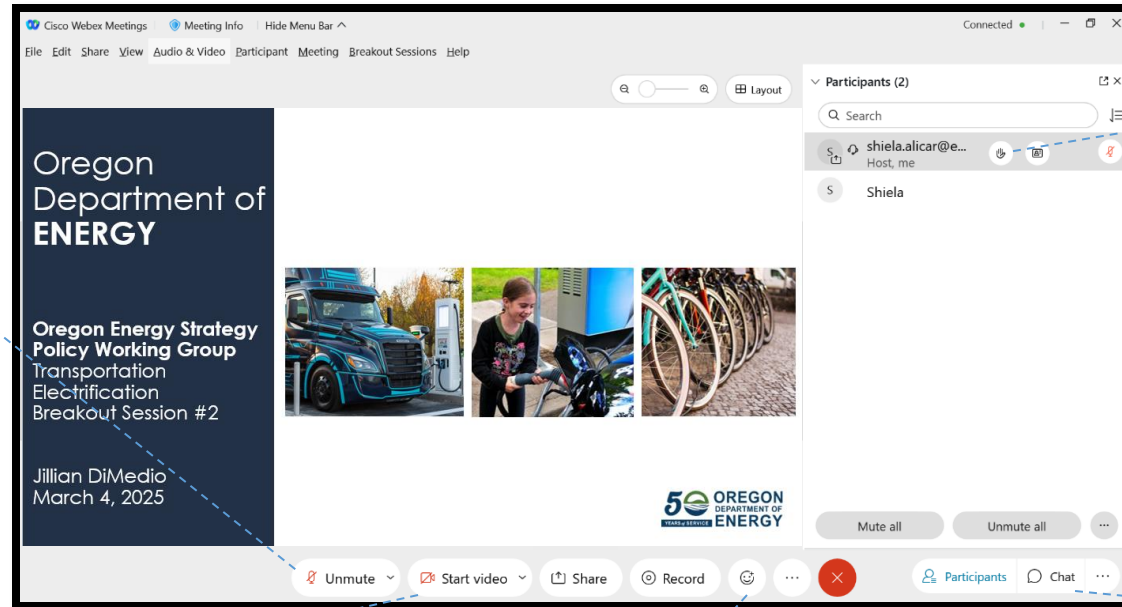 Cisco Webex Meetings Meeting Info Hide Menu Bar Connected
File Edit Share View Audio & Video Participant Meeting Breakout Sessions Help
Layout
Participants (2)
Search
S shiela.alicar@e...
Host, me
S Shiela
Oregon
Department of
ENERGY
Oregon Energy Strategy
Policy Working Group
Transportation
Electrification
Breakout Session #2
Jillian DiMedio
March 4, 2025
50 YEARS of SERVICE
OREGON
DEPARTMENT OF
ENERGY
Mute all Unmute all ...
Unmute Start video Share Record ... Participants Chat ...